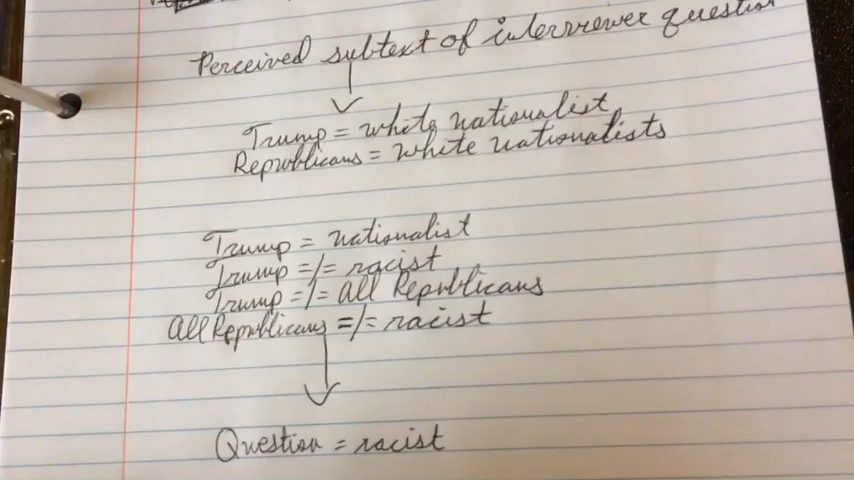 Perceived subtext of interviewer question
Trump = white nationalist
Republicans = white nationalists
Trump = nationalist
Trump =/= racist
Trump =/= All Republicans
All Republicans =/= racist
Question = racist